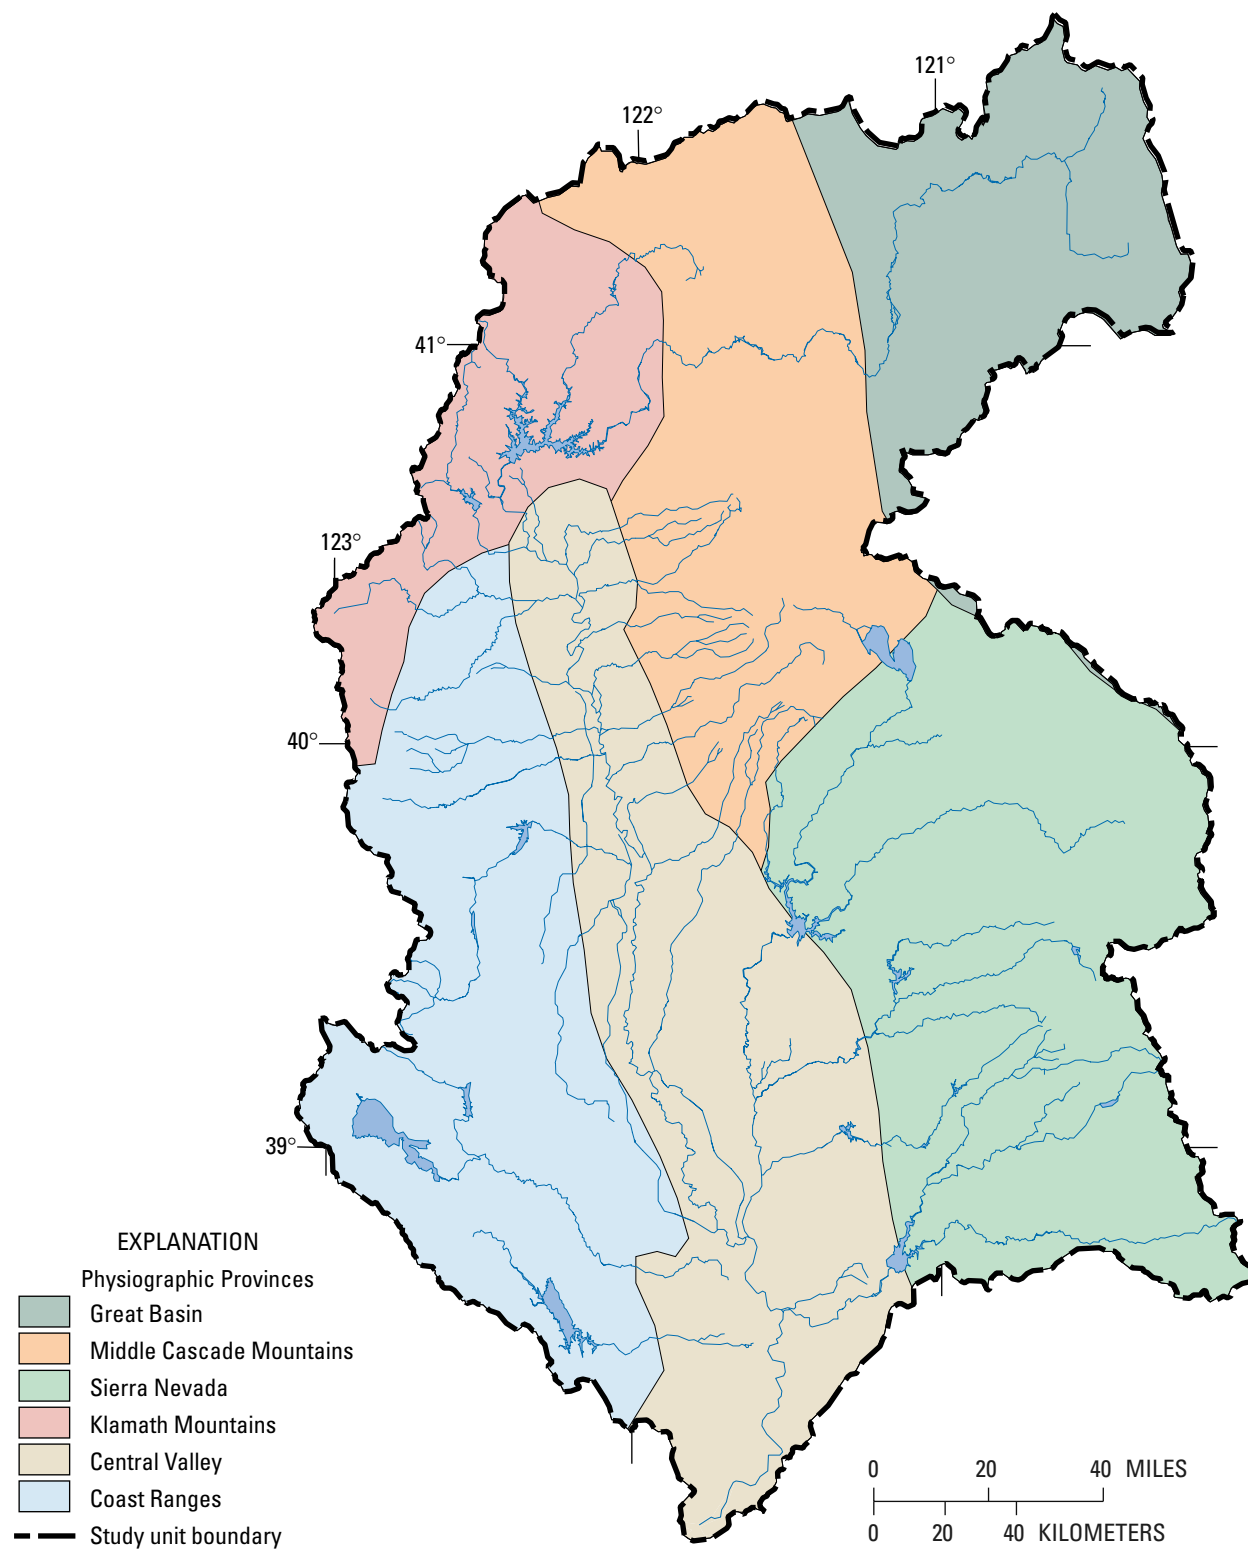 121°
122°
41°
123°
40°
39°
EXPLANATION
Physiographic Provinces
Great Basin
Middle Cascade Mountains
Sierra Nevada
Klamath Mountains
Central Valley
Coast Ranges
Study unit boundary
0 20 40 MILES
0 20 40 KILOMETERS